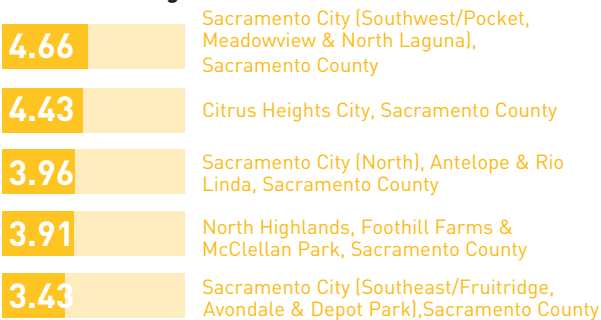 4.66
Sacramento City (Southwest/Pocket,
Meadowview & North Laguna),
Sacramento County
4.43
Citrus Heights City, Sacramento County
3.96
Sacramento City (North), Antelope & Rio
Linda, Sacramento County
3.91
North Highlands, Foothill Farms &
McClellan Park, Sacramento County
3.43
Sacramento City (Southeast/Fruitridge,
Avondale & Depot Park),Sacramento County